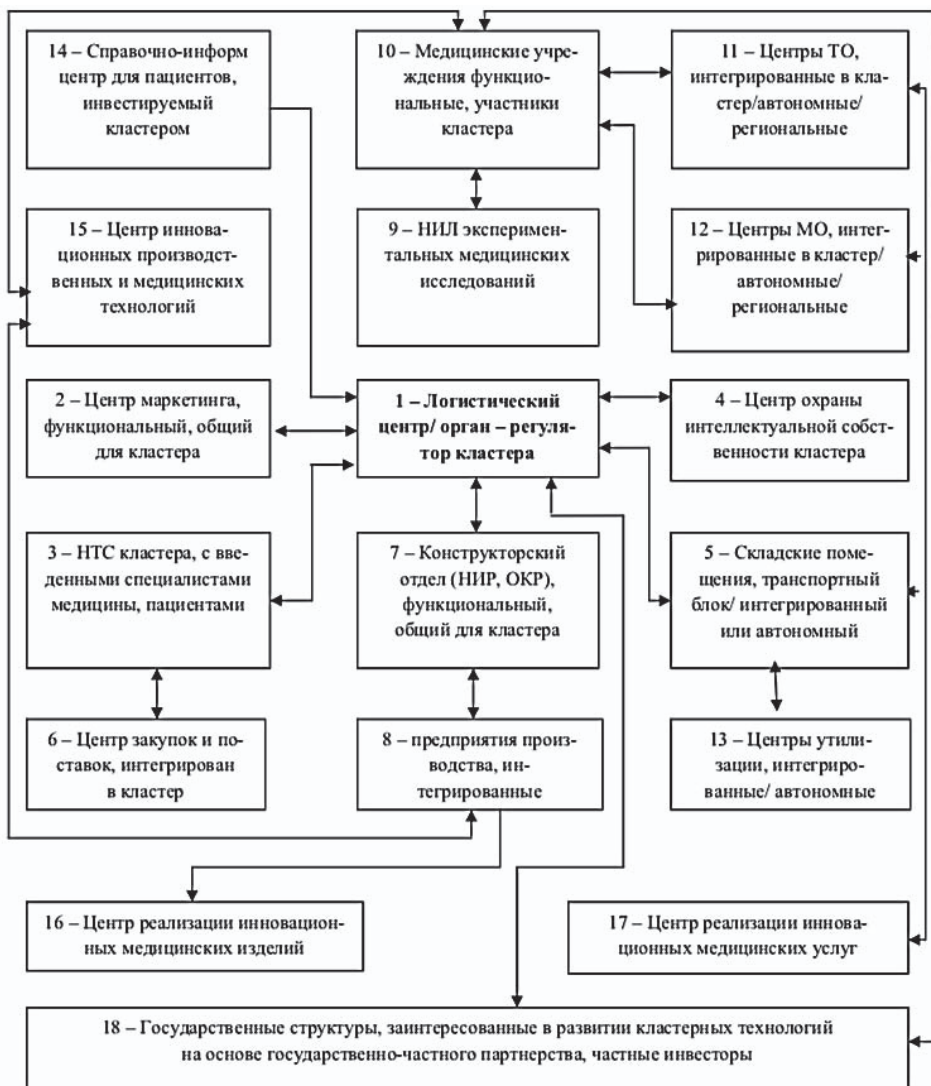 14 – Справочно-информ
центр для пациентов,
инвестируемый
кластером
10 – Медицинские учре-
ждения функцио-
нальные, участники
кластера
11 – Центры ТО,
интегрированные в кла-
стер/автономные/
региональные
15 – Центр иннова-
ционных производст-
венных и медицинских
технологий
9 – НИЛ эксперимен-
тальных медицинских
исследований
12 – Центры МО, интег-
рированные в кластер/
автономные/
региональные
2 – Центр маркетинга,
функциональный, общий
для кластера
1 – Логистический
центр/ орган – регуля-
тор кластера
4 – Центр охраны
интеллектуальной собст-
венности кластера
3 – НТС кластера, с вве-
денными специалистами
медицины, пациентами
7 – Конструкторский
отдел (НИР, ОКР),
функциональный,
общий для кластера
5 – Складские поме-
щения, транспортный
блок/ интегрированный
или автономный
6 – Центр закупок и по-
ставок, интегрирован
в кластер
8 – предприятия произ-
водства, ин-
тегрированные
13 – Центры утили-
зации, интегриро-
ванные/ автономные
16 – Центр реализации инновацион-
ных медицинских изделий
17 – Центр реализации иннова-
ционных медицинских услуг
18 – Государственные структуры, заинтересованные в развитии кластерных технологий
на основе государственно-частного партнерства, частные инвесторы